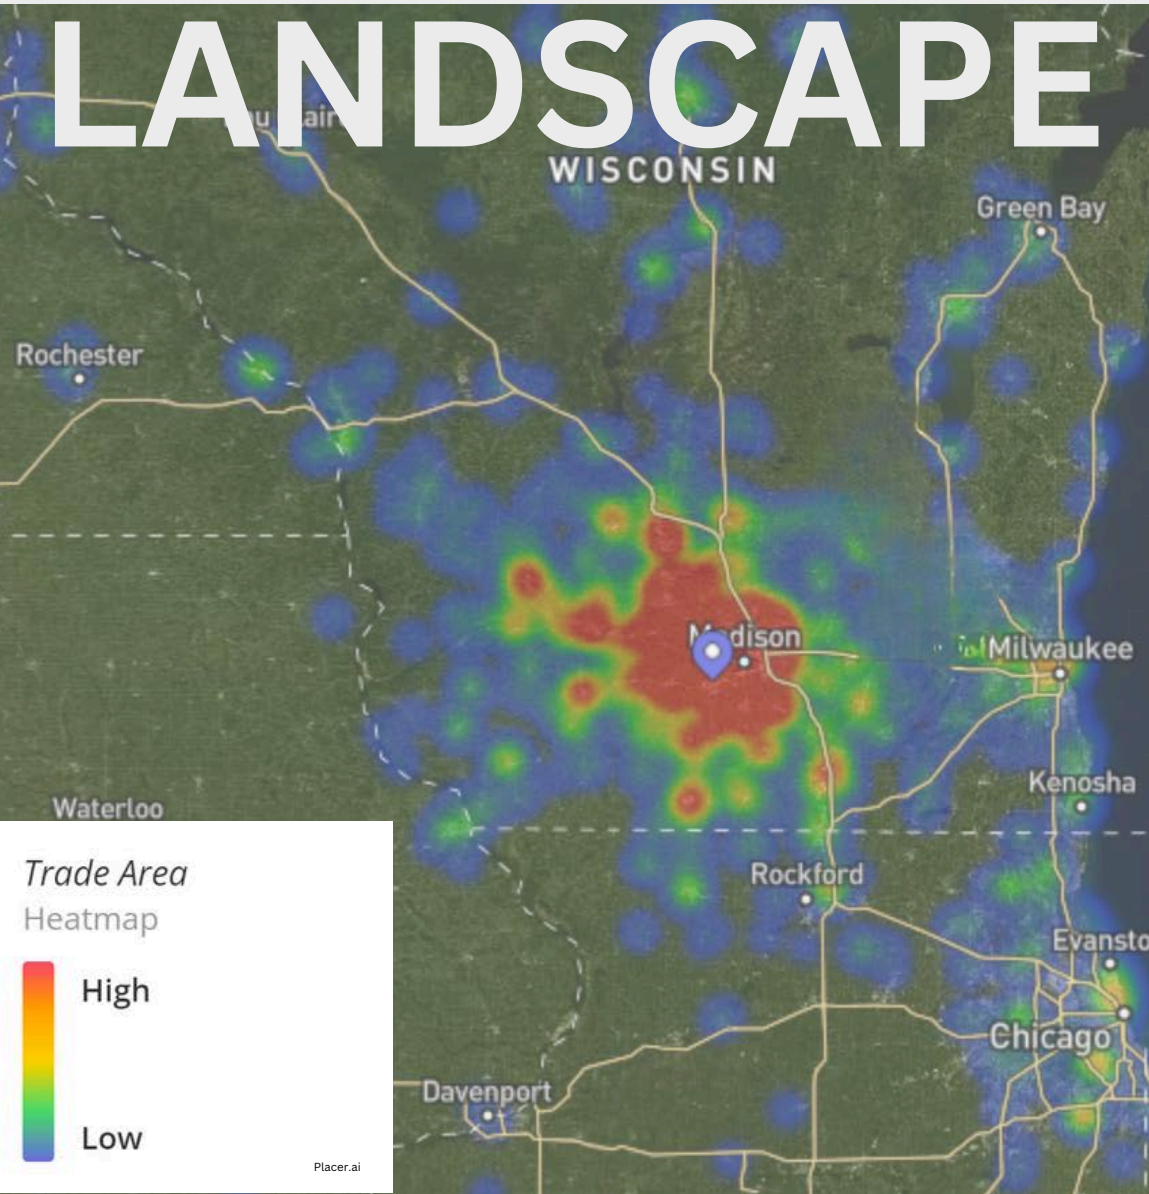 LANDSCAPE
WISCONSIN
Green Bay
Rochester
Madison
Milwaukee
Kenosha
Waterloo
Rockford
Evansto
Chicago
Davenport
Trade Area
Heatmap
High
Low
Placer.ai